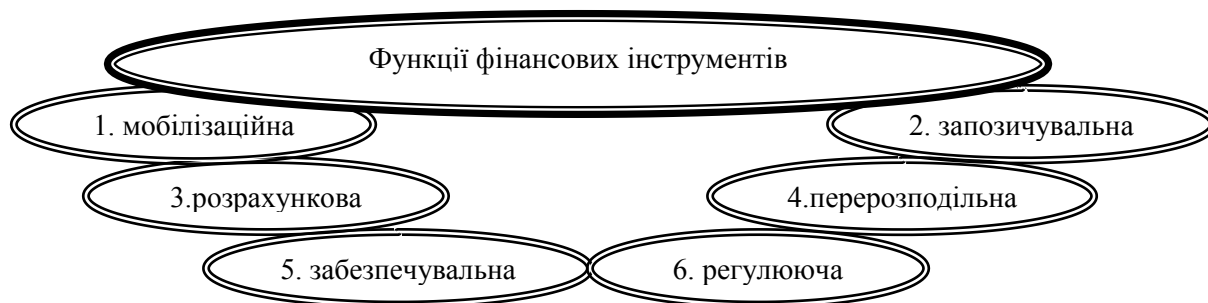 Функції фінансових інструментів
1. мобілізаційна
2. запозичувальна
3.розрахункова
4.перерозподільна
5. забезпечувальна
6. регулююча